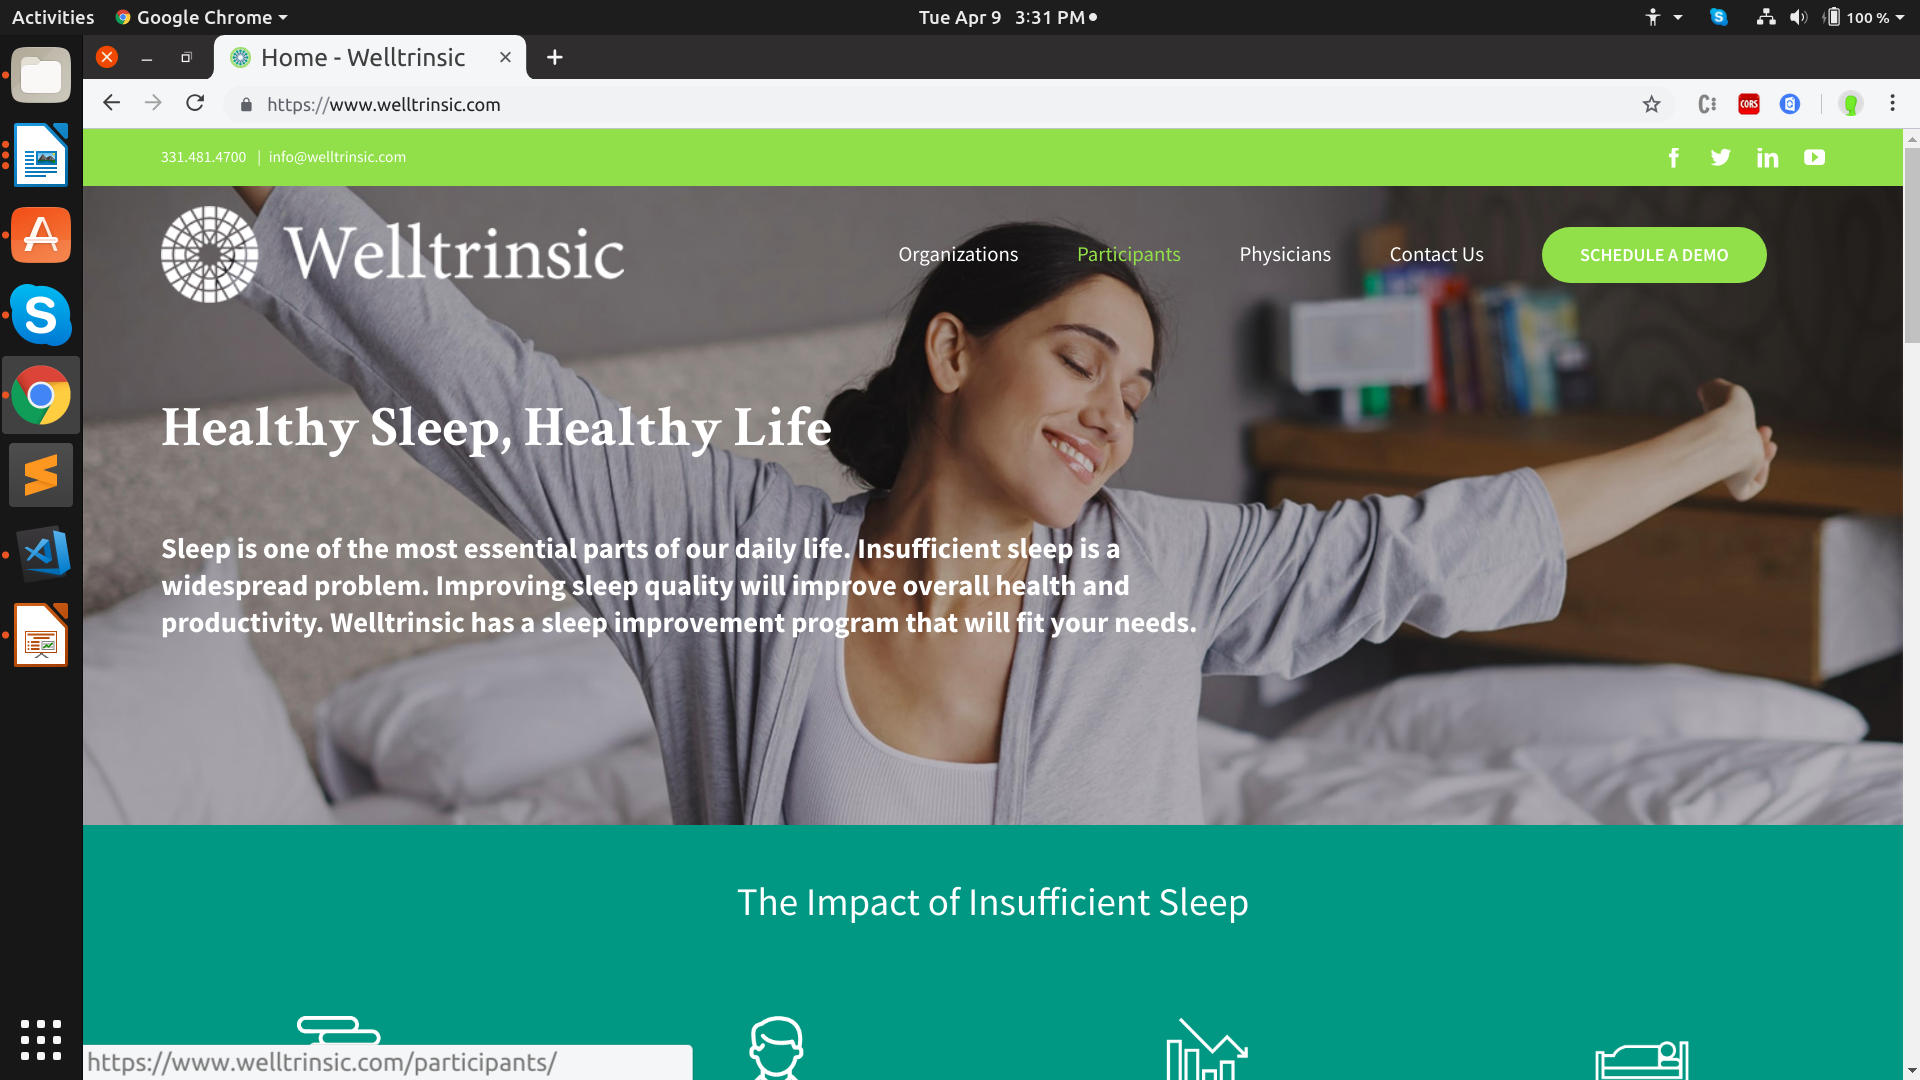 Activities Google Chrome Tue Apr 9 3:31 PM 100 %
Home - Welltrinsic
https://www.welltrinsic.com
CORS
331.481.4700 | info@welltrinsic.com
Welltrinsic Organizations Participants Physicians Contact Us SCHEDULE A DEMO
Healthy Sleep, Healthy Life
Sleep is one of the most essential parts of our daily life. Insufficient sleep is a
widespread problem. Improving sleep quality will improve overall health and
productivity. Welltrinsic has a sleep improvement program that will fit your needs.
The Impact of Insufficient Sleep
https://www.welltrinsic.com/participants/